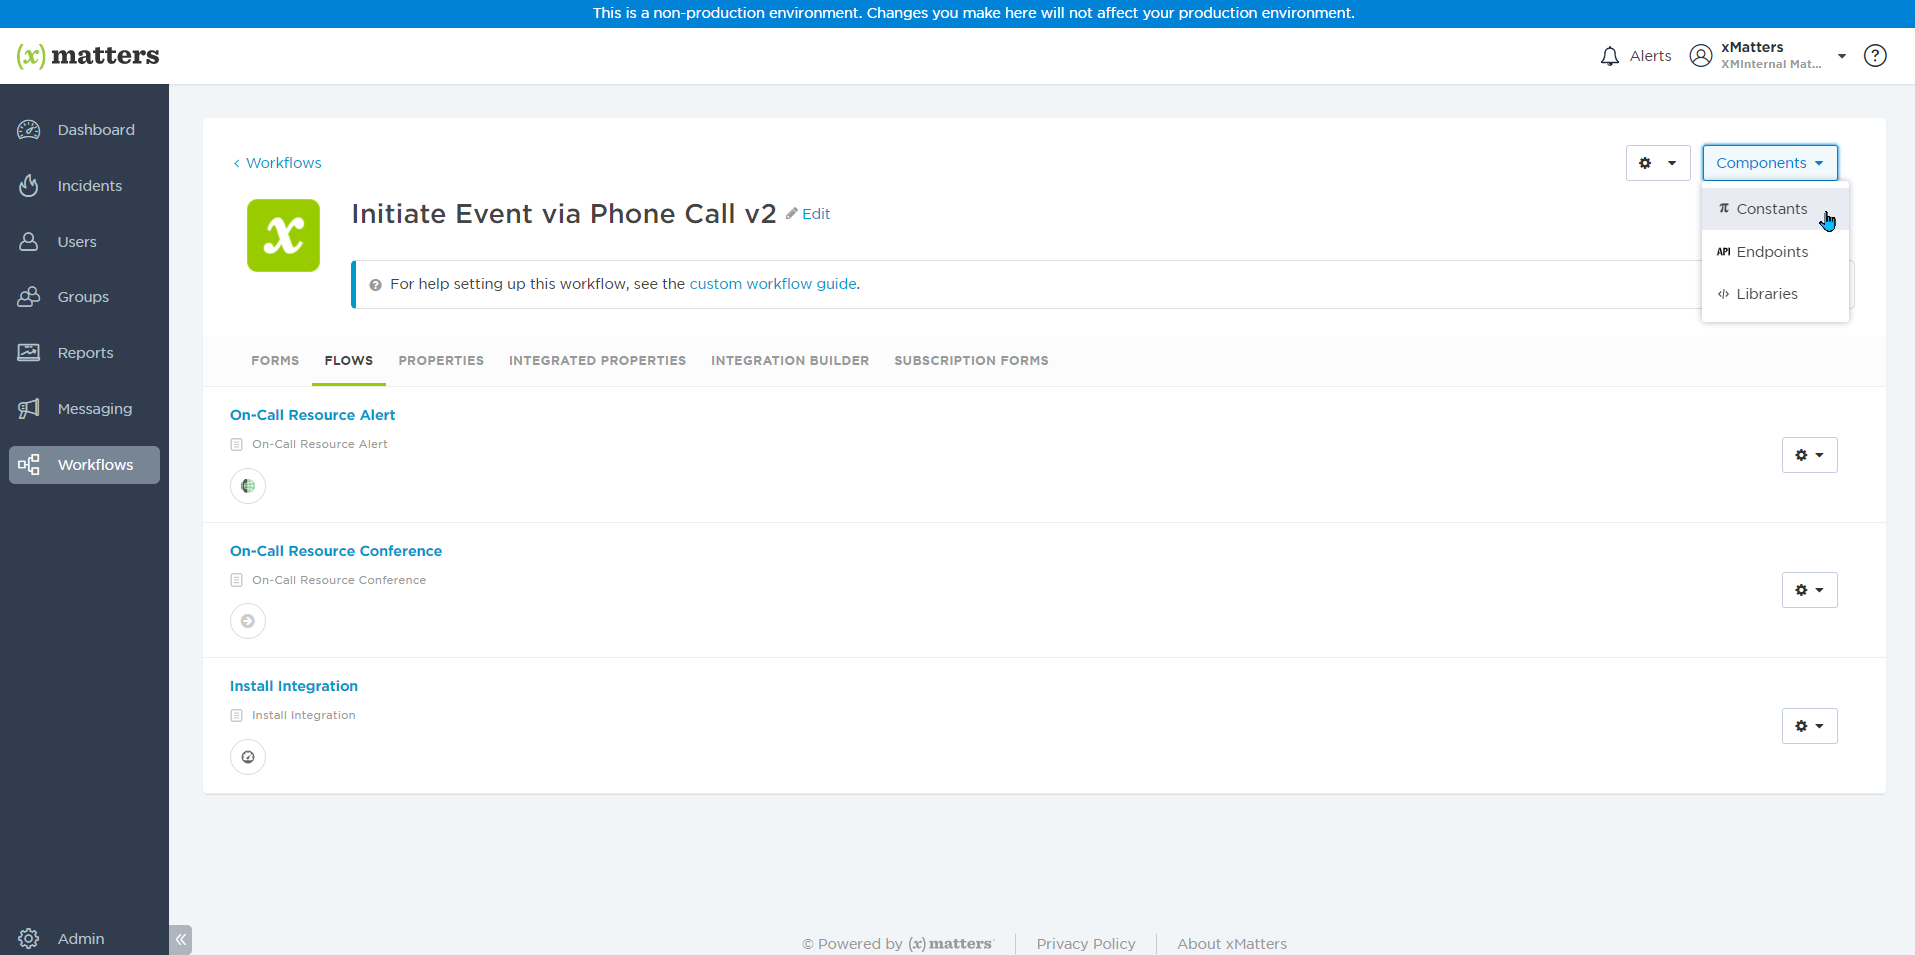 This is a non-production environment. Changes you make here will not affect your production environment.
(x) matters
Alerts
xMatters
XMInternal Mat...
?
Dashboard
Incidents
Users
Groups
Reports
Messaging
Workflows
Admin
«
< Workflows
Components
π Constants
API Endpoints
</> Libraries
x
Initiate Event via Phone Call v2
Edit
? For help setting up this workflow, see the custom workflow guide.
FORMS FLOWS PROPERTIES INTEGRATED PROPERTIES INTEGRATION BUILDER SUBSCRIPTION FORMS
On-Call Resource Alert
On-Call Resource Alert
On-Call Resource Conference
On-Call Resource Conference
Install Integration
Install Integration
© Powered by (x) matters
Privacy Policy
About xMatters